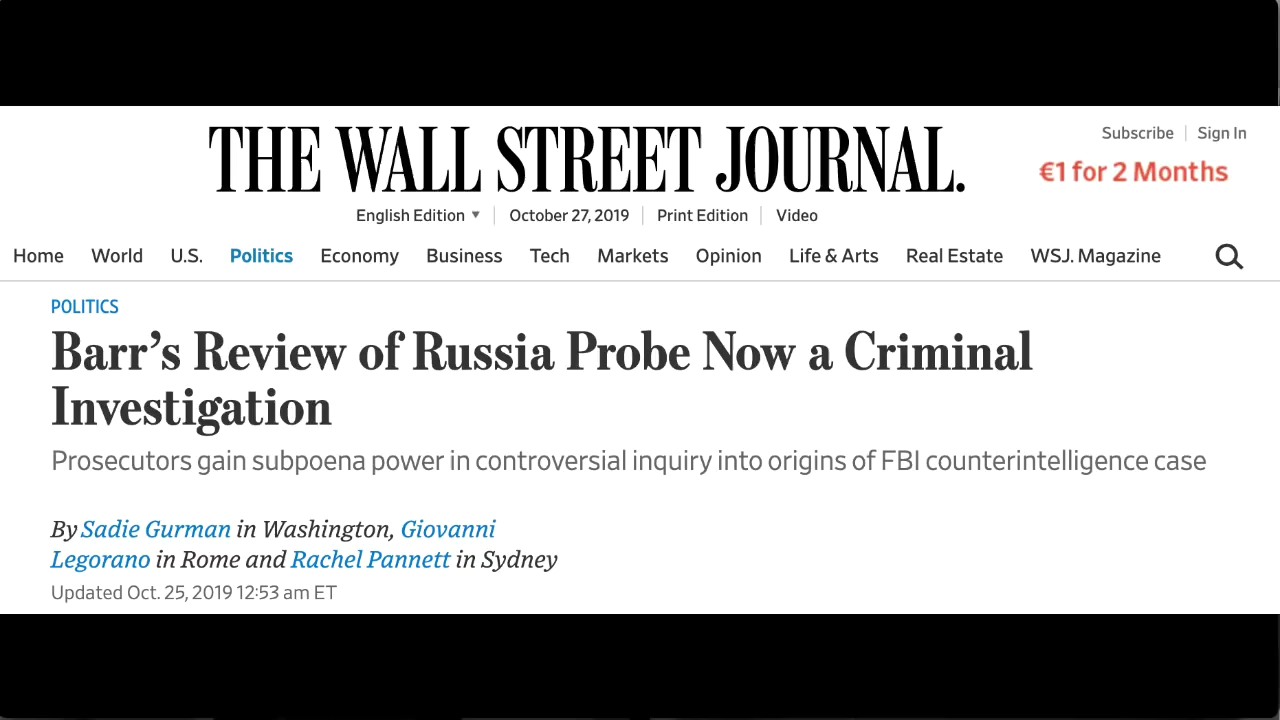 THE WALL STREET JOURNAL.
Subscribe | Sign In
€1 for 2 Months
English Edition ▼ | October 27, 2019 | Print Edition | Video
Home World U.S. Politics Economy Business Tech Markets Opinion Life & Arts Real Estate WSJ. Magazine
POLITICS
Barr’s Review of Russia Probe Now a Criminal
Investigation
Prosecutors gain subpoena power in controversial inquiry into origins of FBI counterintelligence case
By Sadie Gurman in Washington, Giovanni
Legorano in Rome and Rachel Pannett in Sydney
Updated Oct. 25, 2019 12:53 am ET